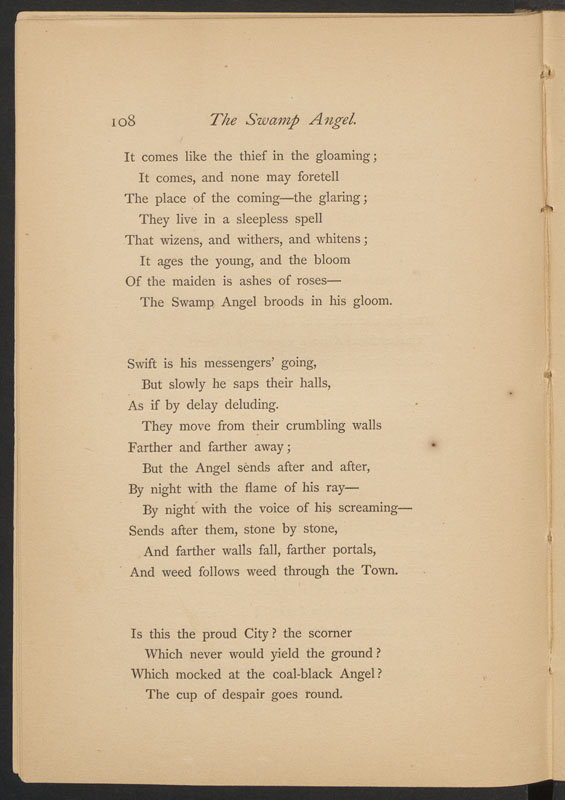 108 The Swamp Angel.
It comes like the thief in the gloaming;
It comes, and none may foretell
The place of the coming—the glaring;
They live in a sleepless spell
That wizens, and withers, and whitens;
It ages the young, and the bloom
Of the maiden is ashes of roses—
The Swamp Angel broods in his gloom.
Swift is his messengers' going,
But slowly he saps their halls,
As if by delay deluding.
They move from their crumbling walls
Farther and farther away;
But the Angel sends after and after,
By night with the flame of his ray—
By night with the voice of his screaming—
Sends after them, stone by stone,
And farther walls fall, farther portals,
And weed follows weed through the Town.
Is this the proud City? the scorner
Which never would yield the ground?
Which mocked at the coal-black Angel?
The cup of despair goes round.